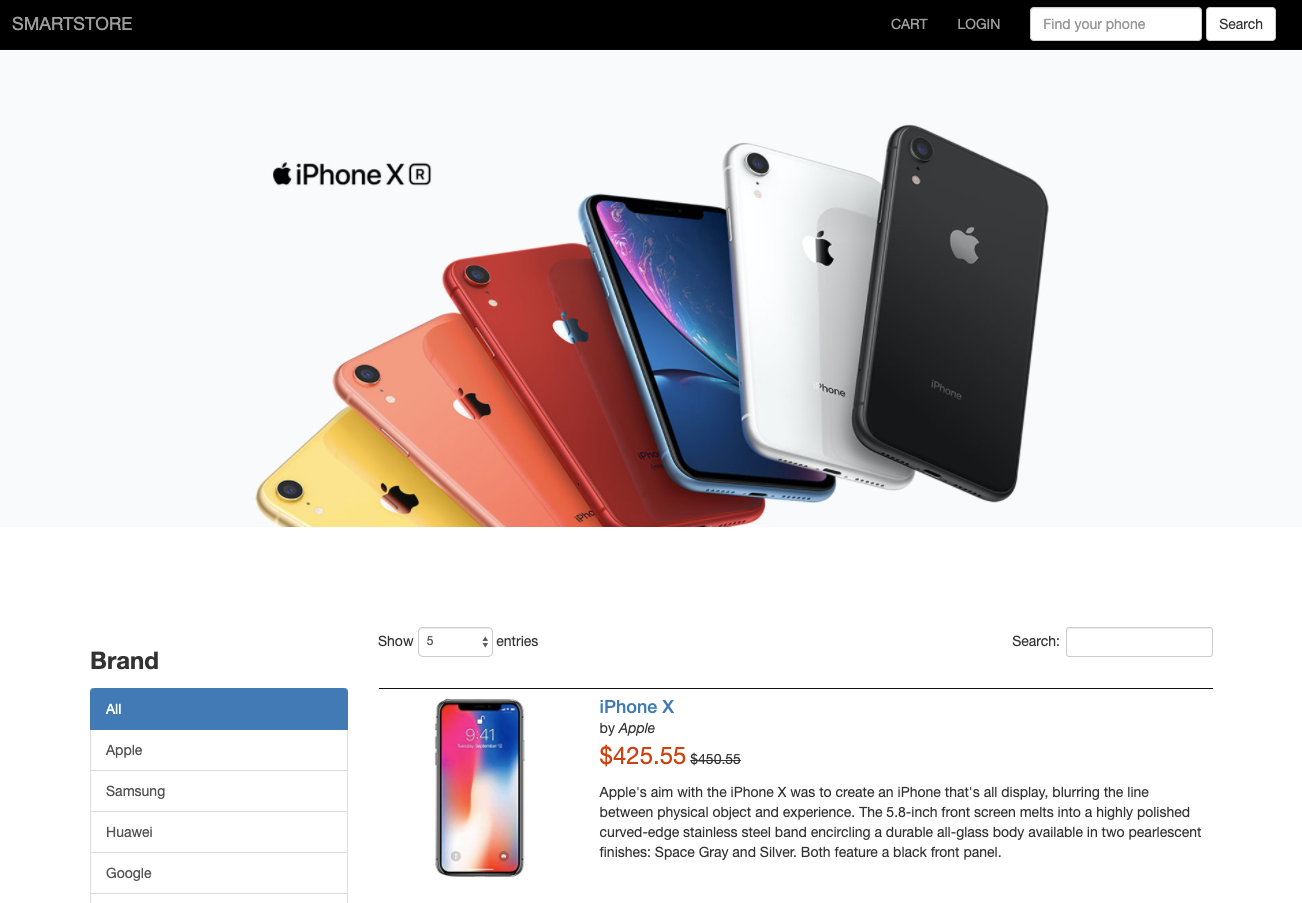 SMARTSTORE
CART LOGIN Find your phone Search
iPhone XR
iPhone
iPhone
Show 5 entries Search:
Brand
All
Apple
Samsung
Huawei
Google
9:41
Tuesday, September 12
iPhone X
by Apple
$425.55 $450.55
Apple's aim with the iPhone X was to create an iPhone that's all display, blurring the line
between physical object and experience. The 5.8-inch front screen melts into a highly polished
curved-edge stainless steel band encircling a durable all-glass body available in two pearlescent
finishes: Space Gray and Silver. Both feature a black front panel.